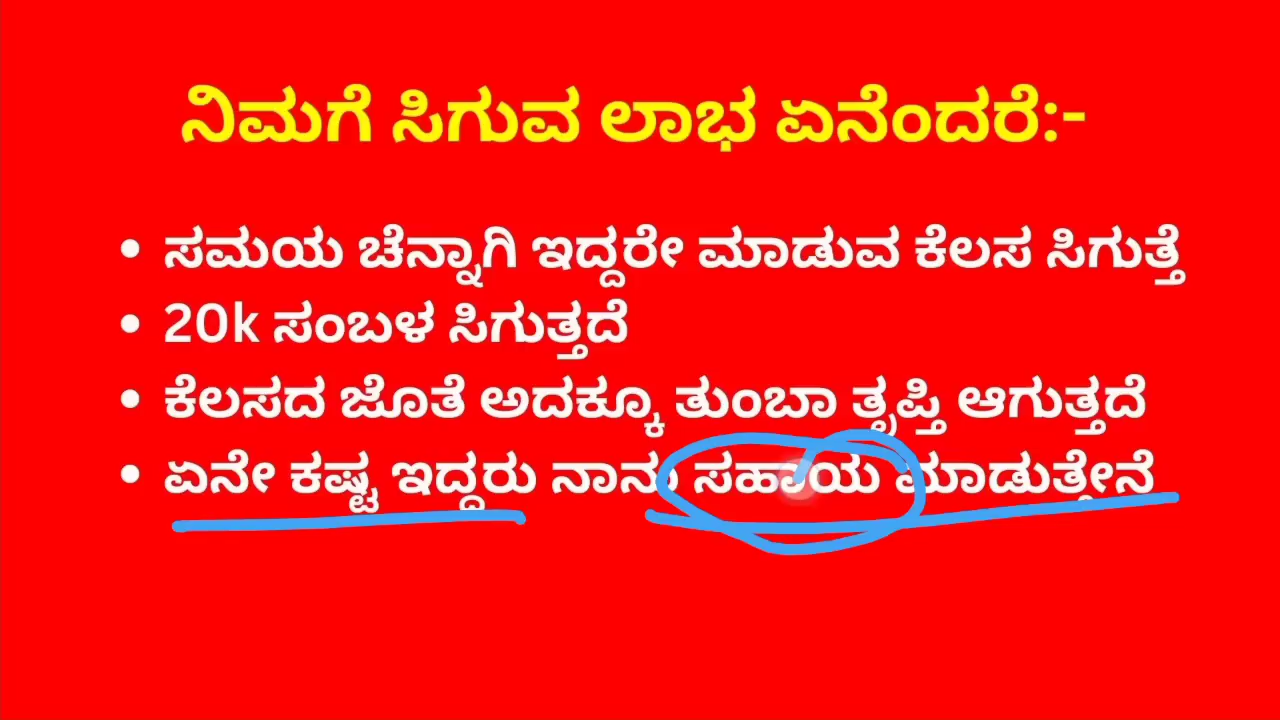 ನಿಮಗೆ ಸಿಗುವ ಲಾಭ ಏನೆಂದರೆ:-
• ಸಮಯ ಚೆನ್ನಾಗಿ ಇದ್ದರೇ ಮಾಡುವ ಕೆಲಸ ಸಿಗುತ್ತೆ
• 20k ಸಂಬಳ ಸಿಗುತ್ತದೆ
• ಕೆಲಸದ ಜೊತೆ ಅದಕ್ಕೂ ತುಂಬಾ ತೃಪ್ತಿ ಆಗುತ್ತದೆ
• ಏನೇ ಕಷ್ಟ ಇದ್ದರು ನಾನು ಸಹಾಯ ಮಾಡುತ್ತೇನೆ